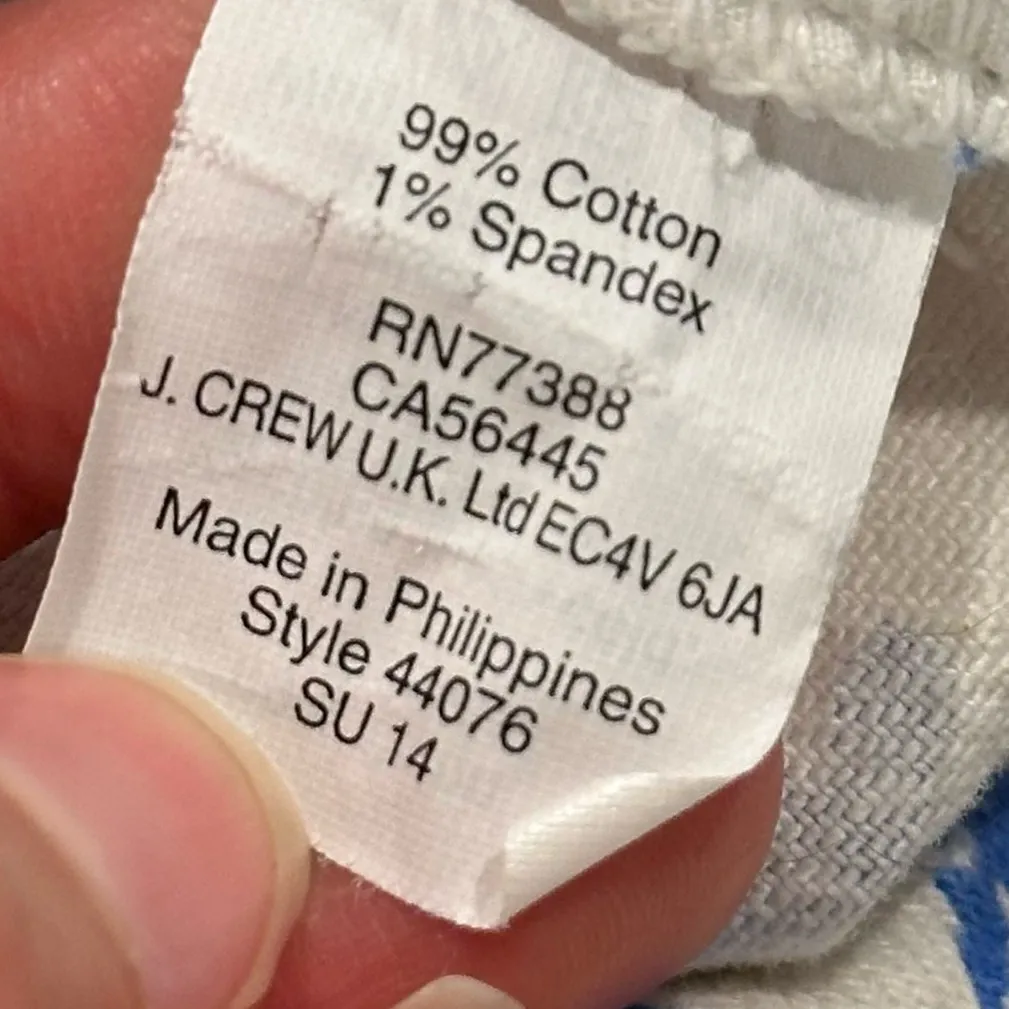 99% Cotton
1% Spandex
RN77388
CA56445
J. CREW U.K. Ltd EC4V 6JA
Made in Philippines
Style 44076
SU 14